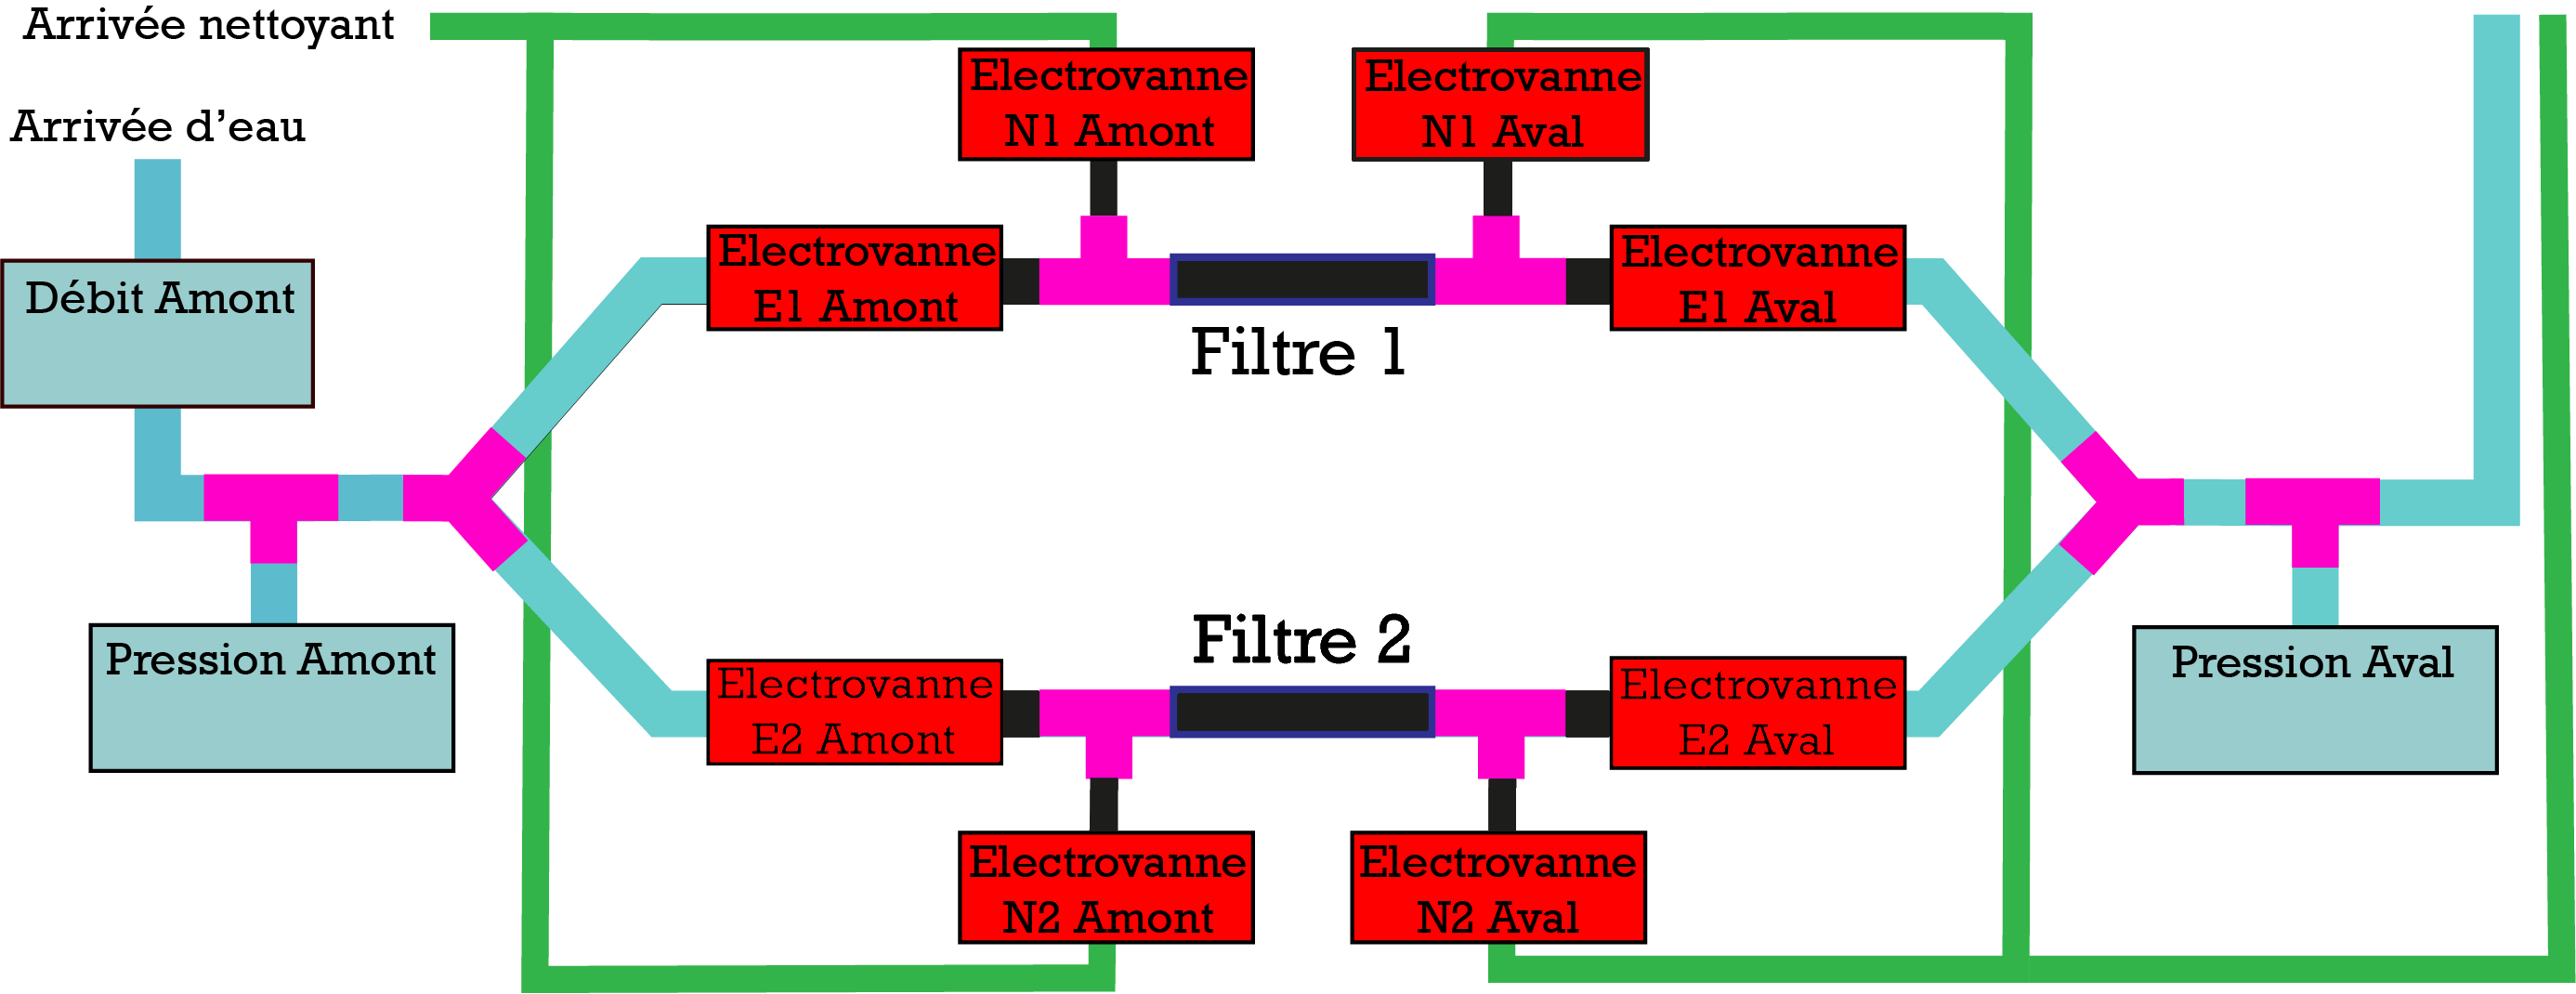 Arrivée nettoyant
Arrivée d’eau
Electrovanne
N1 Amont
Electrovanne
N1 Aval
Débit Amont
Electrovanne
E1 Amont
Electrovanne
E1 Aval
Filtre 1
Pression Amont
Filtre 2
Pression Aval
Electrovanne
E2 Amont
Electrovanne
E2 Aval
Electrovanne
N2 Amont
Electrovanne
N2 Aval